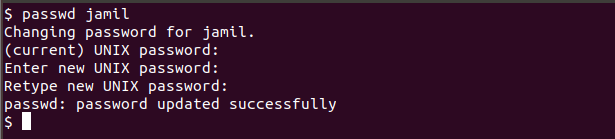 $ passwd jamil
Changing password for jamil.
(current) UNIX password:
Enter new UNIX password:
Retype new UNIX password:
passwd: password updated successfully
$